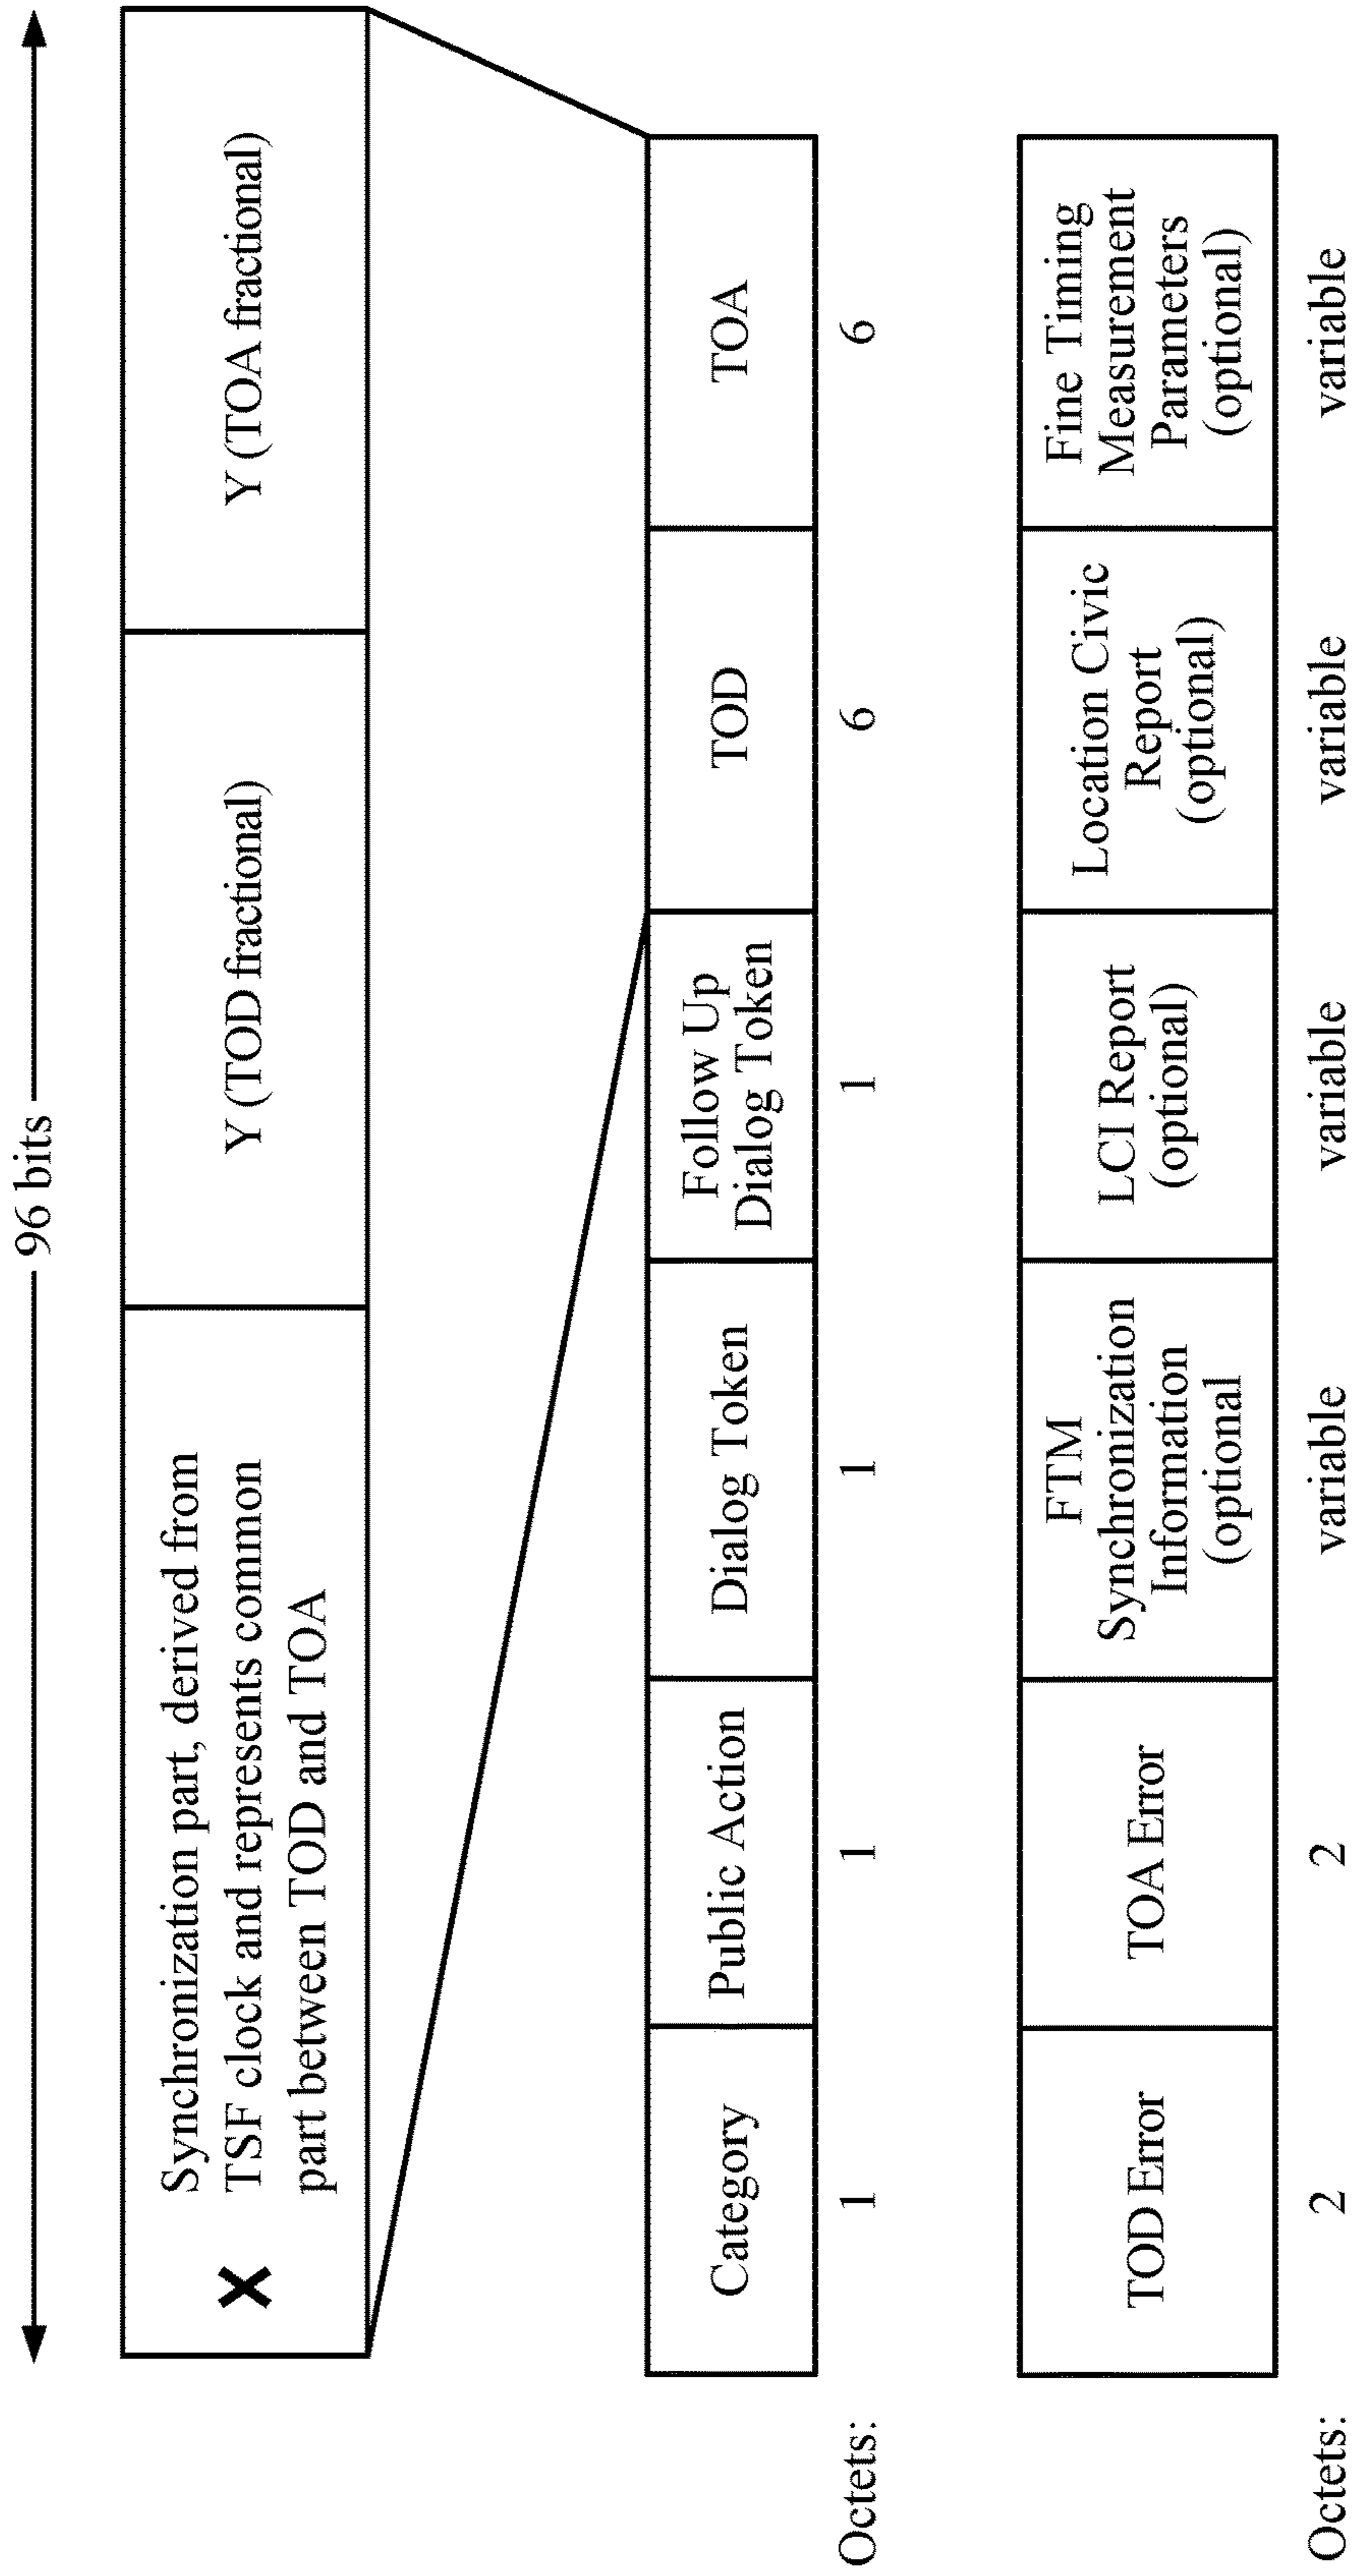 96 bits
X
Synchronization part, derived from
TSF clock and represents common
part between TOD and TOA
Y (TOD fractional)
Y (TOA fractional)
Category
Public Action
Dialog Token
Follow Up
Dialog Token
TOD
TOA
Octets:
1
1
1
1
6
6
TOD Error
TOA Error
FTM
Synchronization
Information
(optional
LCI Report
(optional)
Location Civic
Report
(optional)
Fine Timing
Measurement
Parameters
(optional)
Octets:
2
2
variable
variable
variable
variable